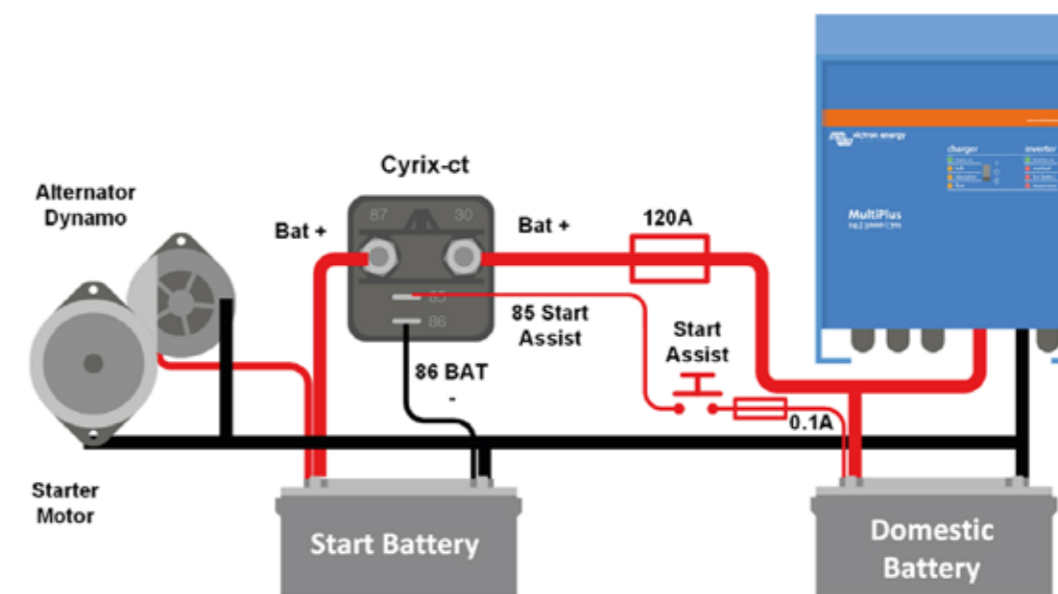 Cyrix-ct
Alternator
Dynamo
Bat +
87
30
Bat +
120A
85
86
85 Start
Assist
86 BAT
-
Start
Assist
0.1A
victron energy
charger
inverter
MultiPlus
Starter
Motor
Start Battery
Domestic
Battery